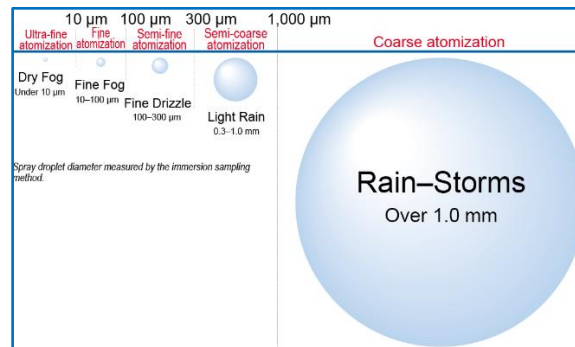 10 µm 100 µm 300 µm 1,000 µm
Ultra-fine
atomization
Fine
atomization
Semi-fine
atomization
Semi-coarse
atomization
Coarse atomization
Dry Fog
Under 10 µm
Fine Fog
10–100 µm
Fine Drizzle
100–300 µm
Light Rain
0.3–1.0 mm
Rain–Storms
Over 1.0 mm
Spray droplet diameter measured by the immersion sampling
method.